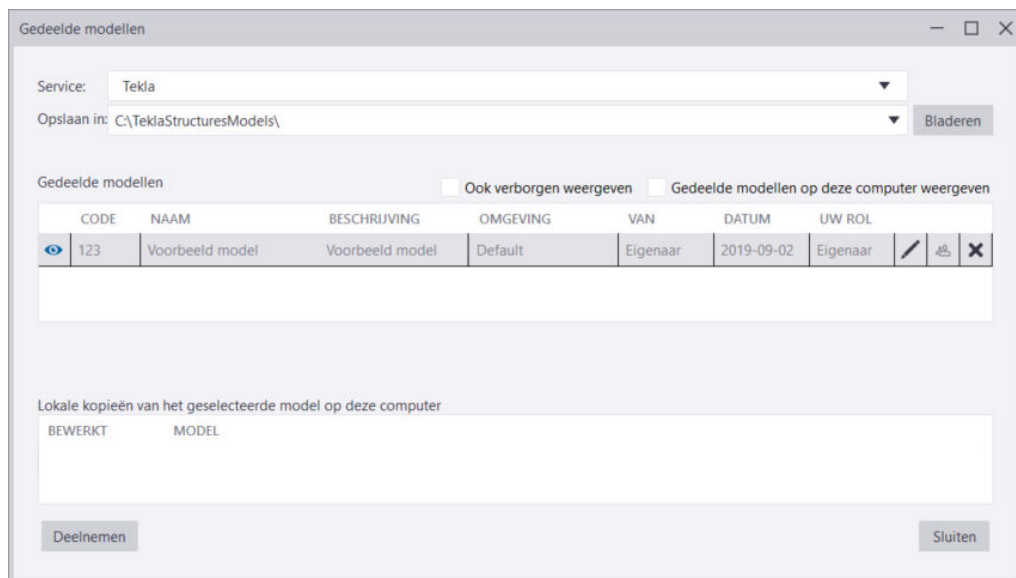 Gedeelde modellen
Service: Tekla
Opslaan in: C:\TeklaStructuresModels\ Bladeren
Gedeelde modellen Ook verborgen weergeven Gedeelde modellen op deze computer weergeven
CODE NAAM BESCHRIJVING OMGEVING VAN DATUM UW ROL
123 Voorbeeld model Voorbeeld model Default Eigenaar 2019-09-02 Eigenaar
Lokale kopieën van het geselecteerde model op deze computer
BEWERKT MODEL
Deelnemen Sluiten